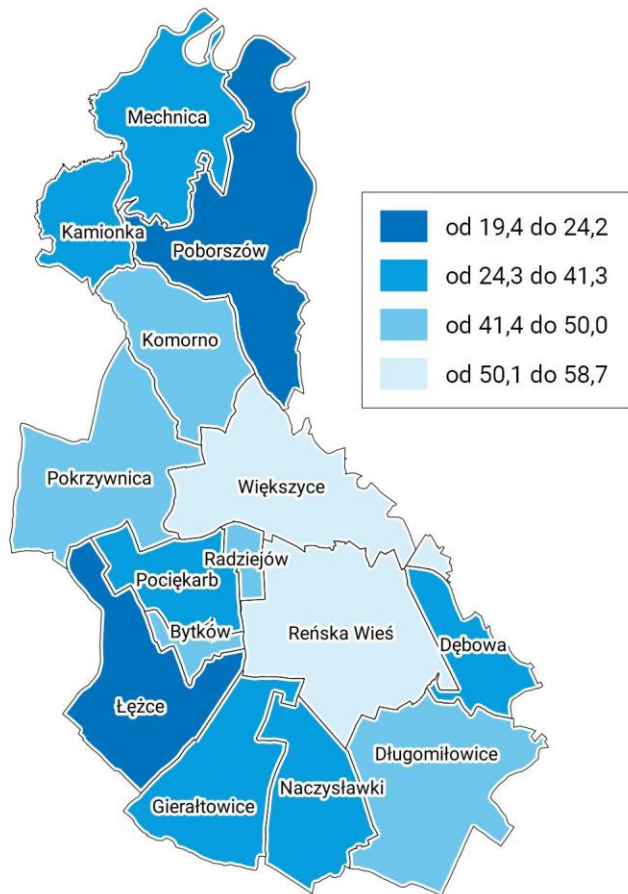 Mechnica
Kamionka
Poborszów
Komorno
Pokrzywnica
Większyce
Radziejów
Pociękarb
Bytków
Reńska Wieś
Dębowa
Łężce
Długomiłowice
Gierałtowice
Naczysławki
od 19,4 do 24,2
od 24,3 do 41,3
od 41,4 do 50,0
od 50,1 do 58,7